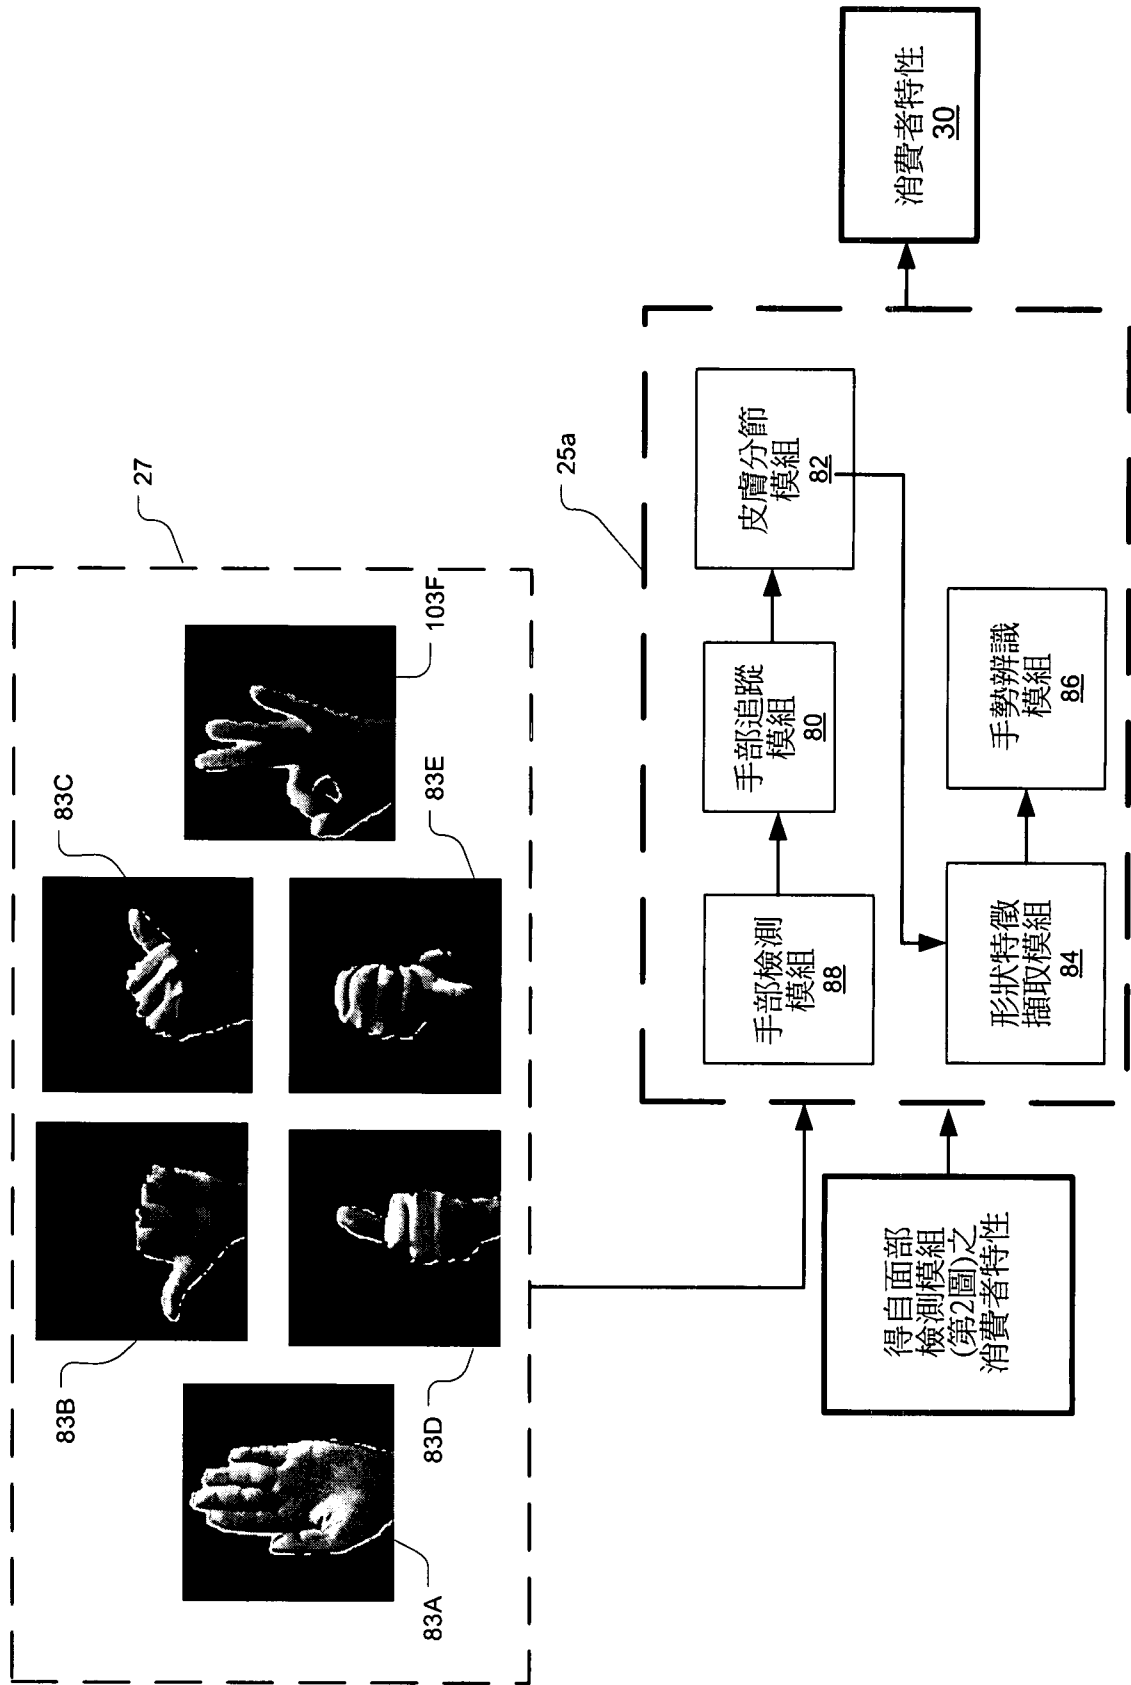 27
83B
83C
83A
83D
83E
103F
25a
手部檢測
模組
88
手部追蹤
模組
80
皮膚分節
模組
82
形狀特徵
擷取模組
84
手勢辨識
模組
86
得自面部
檢測模組
(第2圖)之
消費者特性
消費者特性
30